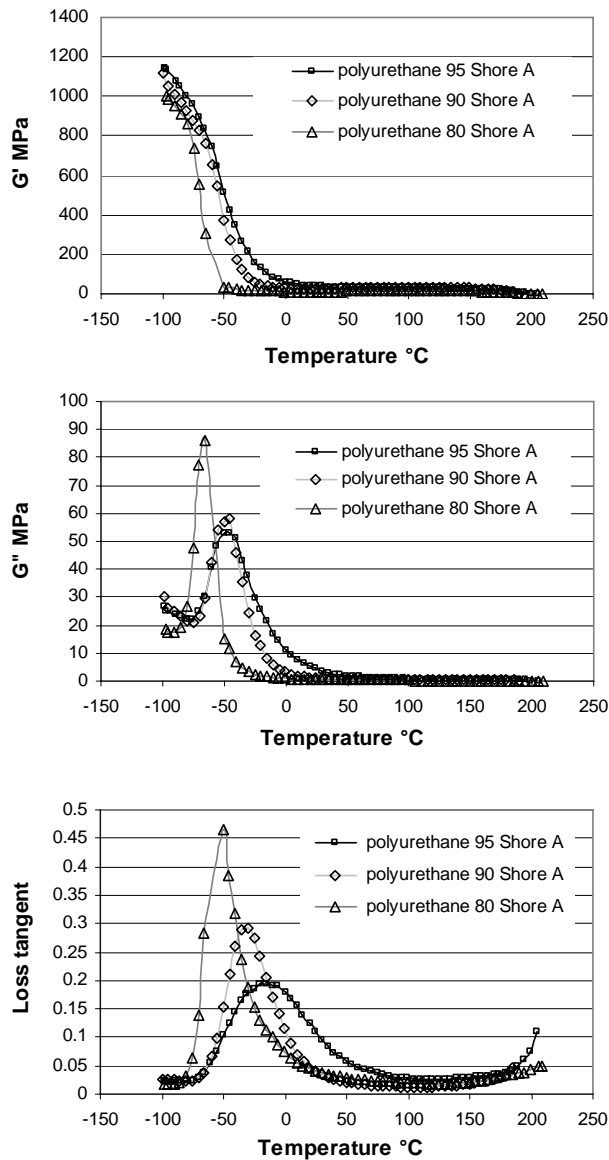 1400
1200
1000
800
600
400
200
0
G' MPa
polyurethane 95 Shore A
polyurethane 90 Shore A
polyurethane 80 Shore A
-150 -100 -50 0 50 100 150 200 250
Temperature °C
100
90
80
70
60
50
40
30
20
10
0
G" MPa
polyurethane 95 Shore A
polyurethane 90 Shore A
polyurethane 80 Shore A
-150 -100 -50 0 50 100 150 200 250
Temperature °C
0.5
0.45
0.4
0.35
0.3
0.25
0.2
0.15
0.1
0.05
0
Loss tangent
polyurethane 95 Shore A
polyurethane 90 Shore A
polyurethane 80 Shore A
-150 -100 -50 0 50 100 150 200 250
Temperature °C